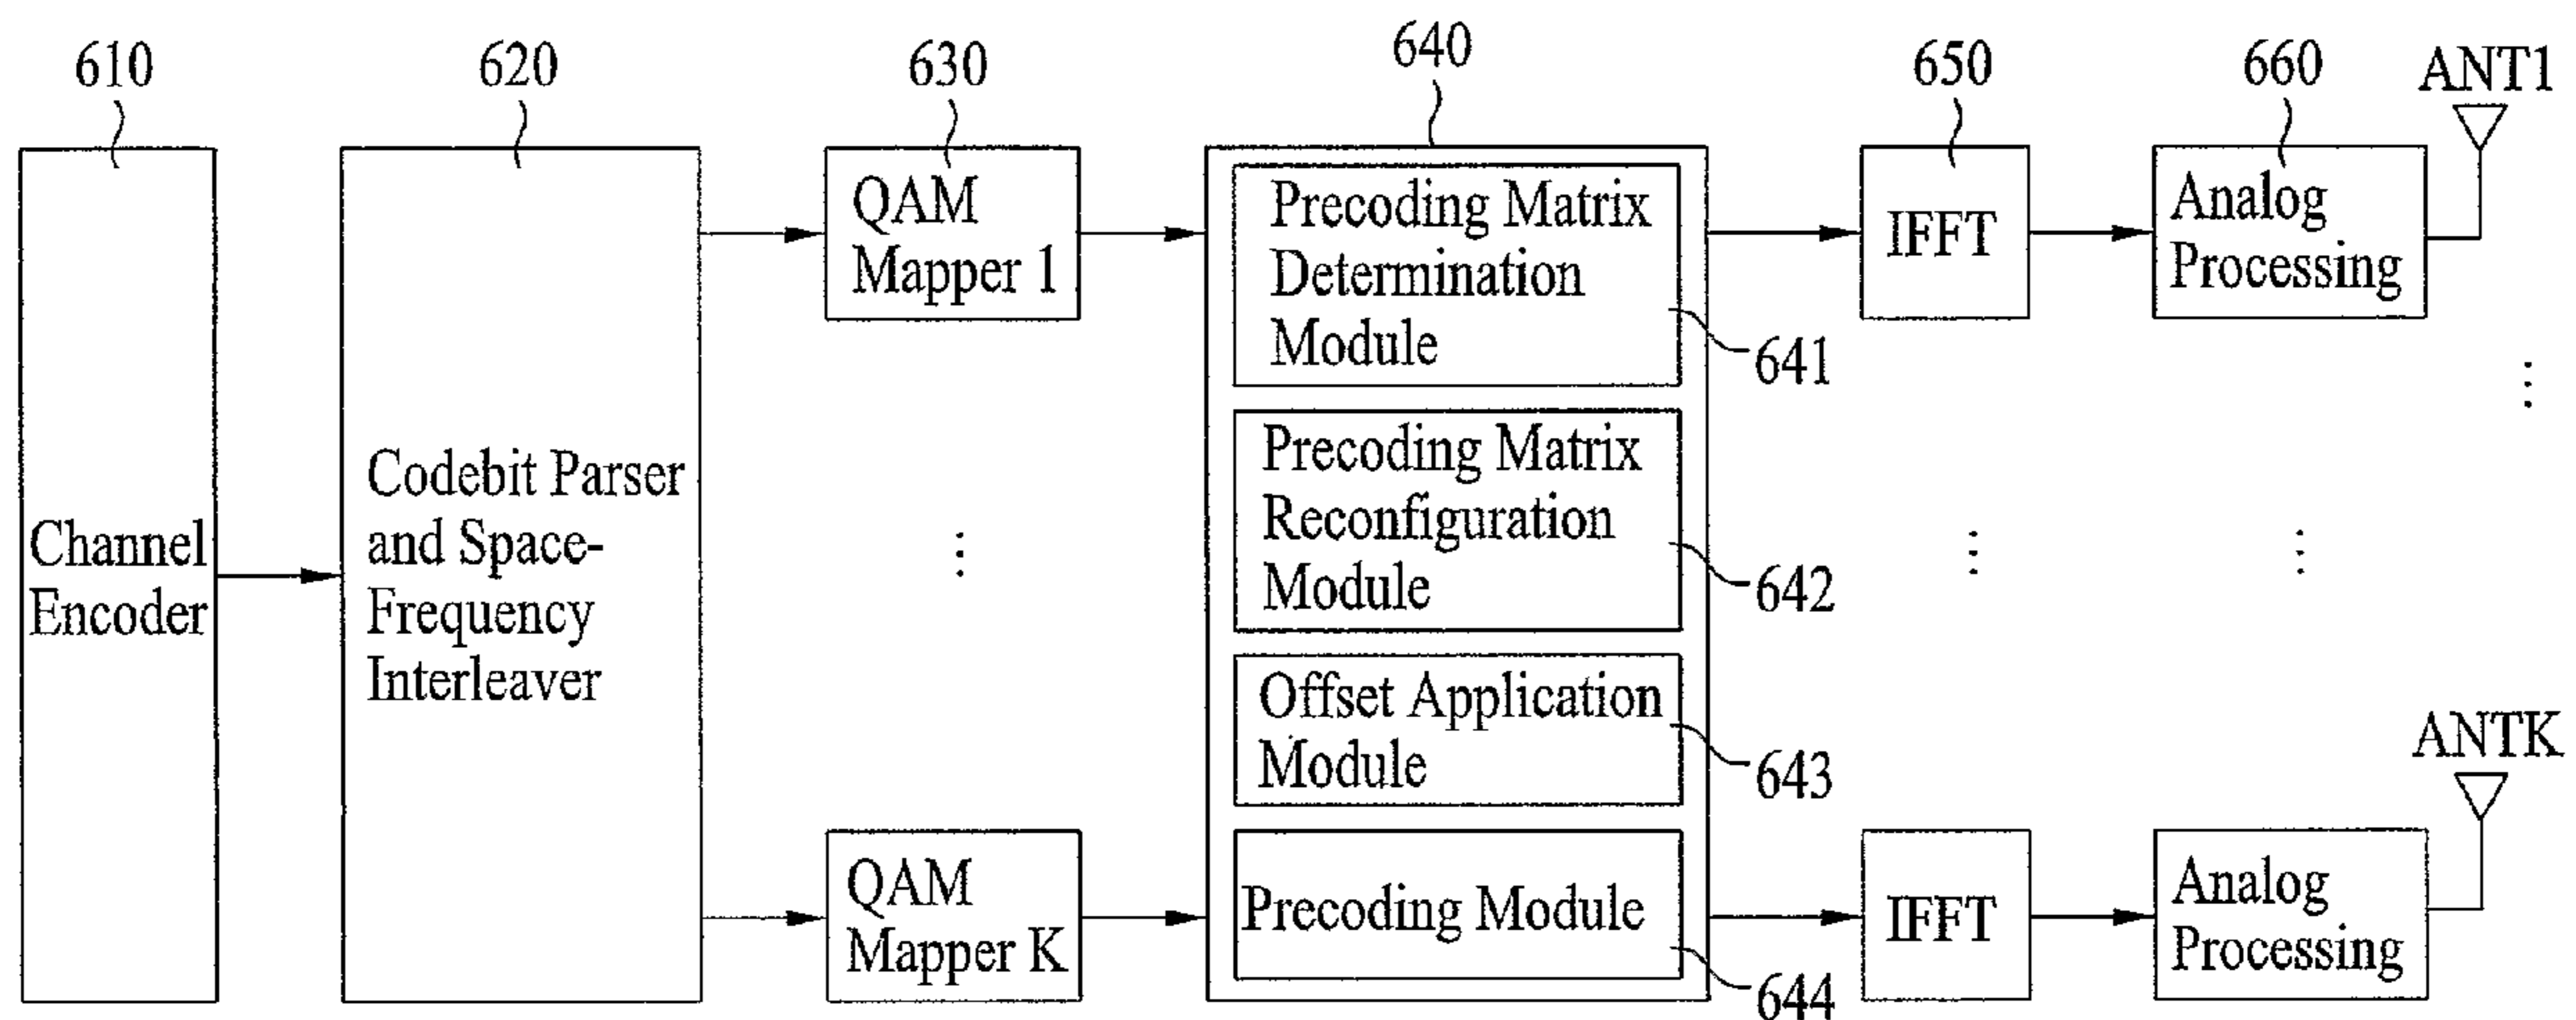 610
620
630
640
650
660
ANT1
Channel
Encoder
Codebit Parser
and Space-
Frequency
Interleaver
QAM
Mapper 1
Precoding Matrix
Determination
Module
641
IFFT
Analog
Processing
Precoding Matrix
Reconfiguration
Module
642
Offset Application
Module
643
ANTK
QAM
Mapper K
Precoding Module
644
IFFT
Analog
Processing